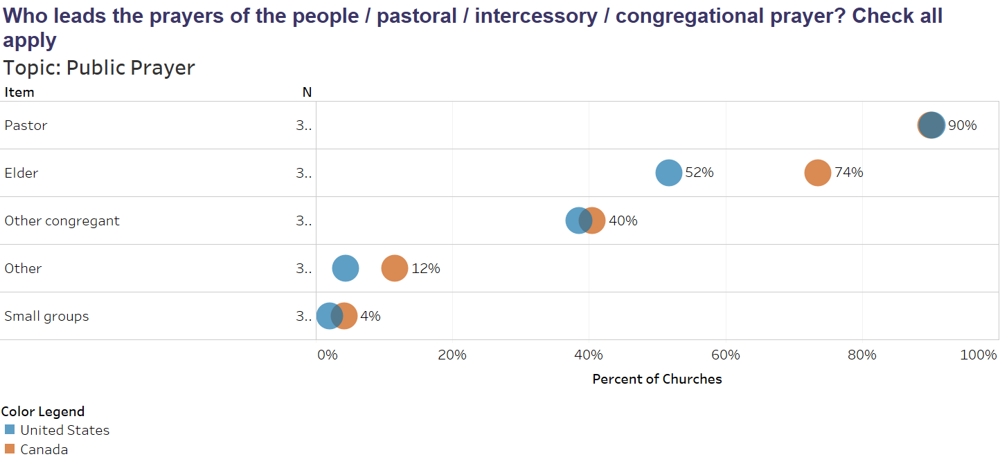 Who leads the prayers of the people / pastoral / intercessory / congregational prayer? Check all
apply
Topic: Public Prayer
Item N
Pastor 3.. 90%
Elder 3.. 52% 74%
Other congregant 3.. 40%
Other 3.. 12%
Small groups 3.. 4%
0% 20% 40% 60% 80% 100%
Percent of Churches
Color Legend
United States
Canada